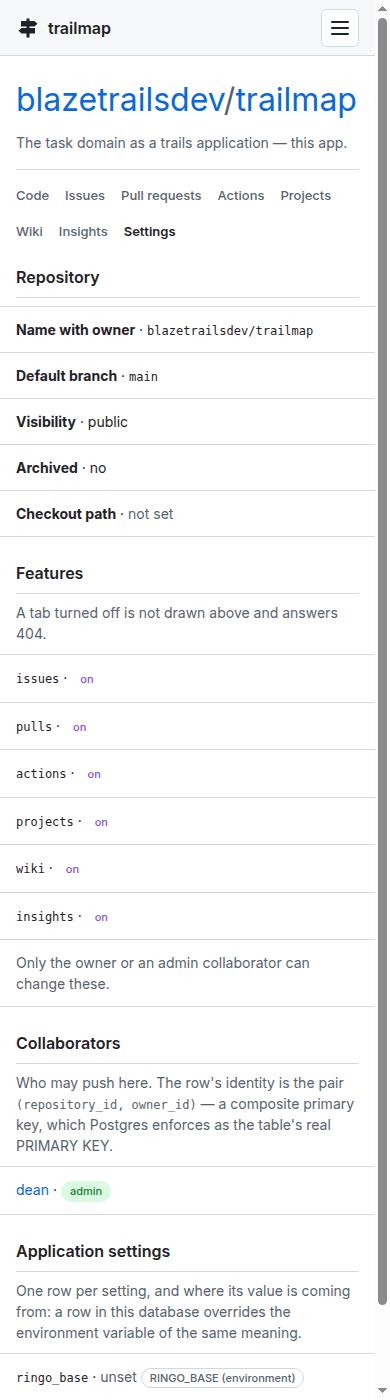 trailmap
blazetrailsdev/trailmap
The task domain as a trails application — this app.
Code Issues Pull requests Actions Projects
Wiki Insights Settings
Repository
Name with owner · blazetrailsdev/trailmap
Default branch · main
Visibility · public
Archived · no
Checkout path · not set
Features
A tab turned off is not drawn above and answers
404.
issues · on
pulls · on
actions · on
projects · on
wiki · on
insights · on
Only the owner or an admin collaborator can
change these.
Collaborators
Who may push here. The row's identity is the pair
(repository_id, owner_id) — a composite primary
key, which Postgres enforces as the table's real
PRIMARY KEY.
dean · admin
Application settings
One row per setting, and where its value is coming
from: a row in this database overrides the
environment variable of the same meaning.
ringo_base · unset RINGO_BASE (environment)